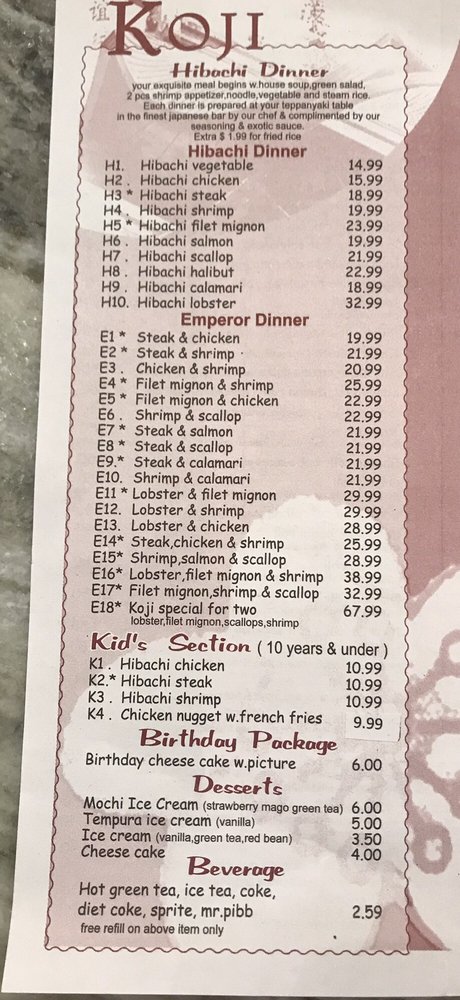 KOJI
Hibachi Dinner
your exquisite meal begins w.house soup,green salad,
2 pcs shrimp appetizer,noodle,vegetable and steam rice.
Each dinner is prepared at your teppanyaki table
in the finest japanese bar by our chef & complimented by our
seasoning & exotic sauce.
Extra $ 1.99 for fried rice
Hibachi Dinner
H1. Hibachi vegetable 14.99
H2 . Hibachi chicken 15.99
H3 * Hibachi steak 18.99
H4 . Hibachi shrimp 19.99
H5 * Hibachi filet mignon 23.99
H6 . Hibachi salmon 19.99
H7 . Hibachi scallop 21.99
H8 . Hibachi halibut 22.99
H9 . Hibachi calamari 18.99
H10. Hibachi lobster 32.99
Emperor Dinner
E1 * Steak & chicken 19.99
E2 * Steak & shrimp 21.99
E3 . Chicken & shrimp 20.99
E4 * Filet mignon & shrimp 25.99
E5 * Filet mignon & chicken 22.99
E6 . Shrimp & scallop 22.99
E7 * Steak & salmon 21.99
E8 * Steak & scallop 21.99
E9.* Steak & calamari 21.99
E10. Shrimp & calamari 21.99
E11 * Lobster & filet mignon 29.99
E12. Lobster & shrimp 29.99
E13. Lobster & chicken 28.99
E14* Steak,chicken & shrimp 25.99
E15* Shrimp,salmon & scallop 28.99
E16* Lobster,filet mignon & shrimp 38.99
E17* Filet mignon,shrimp & scallop 32.99
E18* Koji special for two 67.99
lobster,filet mignon,scallops,shrimp
Kid's Section ( 10 years & under )
K1 . Hibachi chicken 10.99
K2.* Hibachi steak 10.99
K3 . Hibachi shrimp 10.99
K4 . Chicken nugget w.french fries 9.99
Birthday Package
Birthday cheese cake w.picture 6.00
Desserts
Mochi Ice Cream (strawberry mago green tea) 6.00
Tempura ice cream (vanilla) 5.00
Ice cream (vanilla,green tea,red bean) 3.50
Cheese cake 4.00
Beverage
Hot green tea, ice tea, coke,
diet coke, sprite, mr.pibb 2.59
free refill on above item only